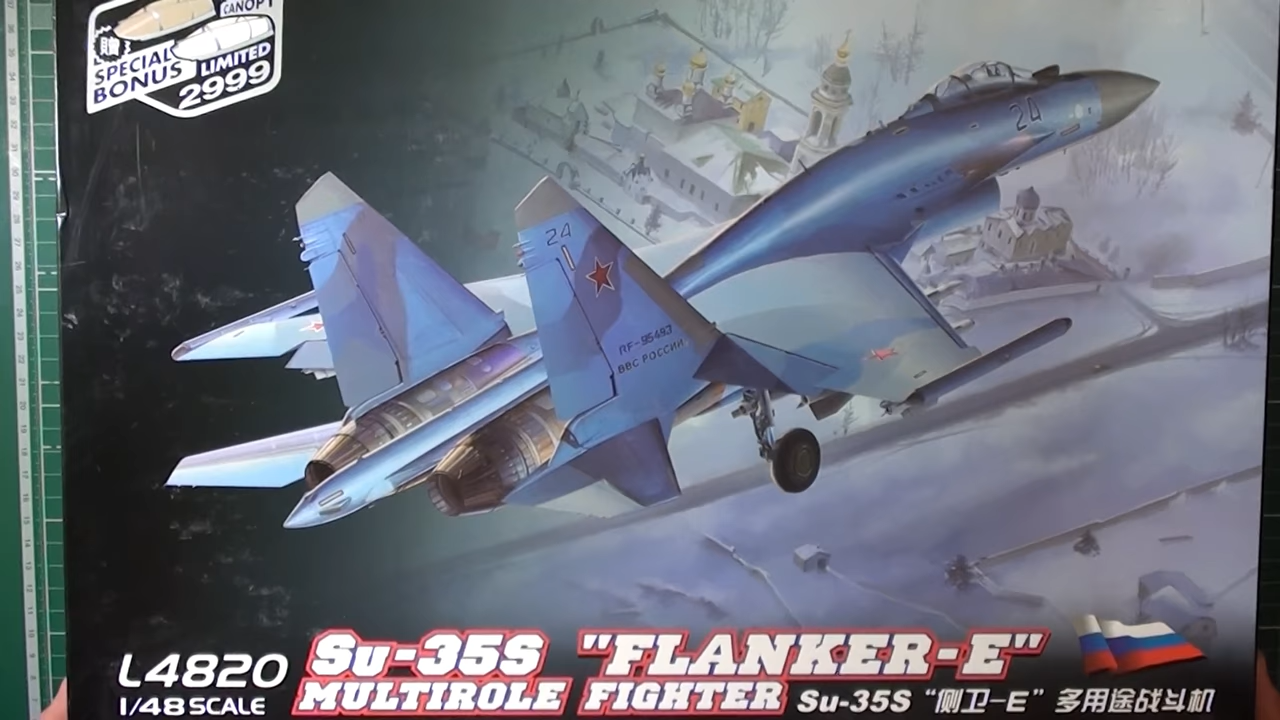 CANOPY
贈
SPECIAL
BONUS
LIMITED
2999
24
24
RF-95493
ВВС РОССИИ
L4820
1/48 SCALE
Su-35S "FLANKER-E"
MULTIROLE FIGHTER
Su-35S “侧卫-E” 多用途战斗机